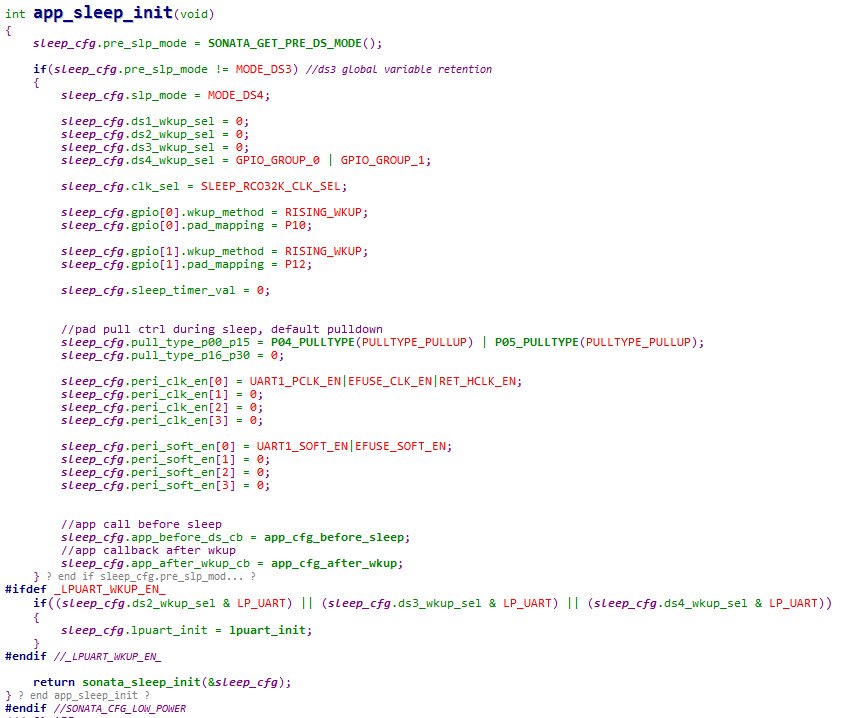 int app_sleep_init(void)
{
    sleep_cfg.pre_slp_mode = SONATA_GET_PRE_DS_MODE();
    if(sleep_cfg.pre_slp_mode != MODE_DS3) //ds3 global variable retention
    {
        sleep_cfg.slp_mode = MODE_DS4;
        sleep_cfg.ds1_wkup_sel = 0;
        sleep_cfg.ds2_wkup_sel = 0;
        sleep_cfg.ds3_wkup_sel = 0;
        sleep_cfg.ds4_wkup_sel = GPIO_GROUP_0 | GPIO_GROUP_1;
        sleep_cfg.clk_sel = SLEEP_RCO32K_CLK_SEL;
        sleep_cfg.gpio[0].wkup_method = RISING_WKUP;
        sleep_cfg.gpio[0].pad_mapping = P10;
        sleep_cfg.gpio[1].wkup_method = RISING_WKUP;
        sleep_cfg.gpio[1].pad_mapping = P12;
        sleep_cfg.sleep_timer_val = 0;
        //pad pull ctrl during sleep, default pulldown
        sleep_cfg.pull_type_p00_p15 = P04_PULLTYPE(PULLTYPE_PULLUP) | P05_PULLTYPE(PULLTYPE_PULLUP);
        sleep_cfg.pull_type_p16_p30 = 0;
        sleep_cfg.peri_clk_en[0] = UART1_PCLK_EN|EFUSE_CLK_EN|RET_HCLK_EN;
        sleep_cfg.peri_clk_en[1] = 0;
        sleep_cfg.peri_clk_en[2] = 0;
        sleep_cfg.peri_clk_en[3] = 0;
        sleep_cfg.peri_soft_en[0] = UART1_SOFT_EN|EFUSE_SOFT_EN;
        sleep_cfg.peri_soft_en[1] = 0;
        sleep_cfg.peri_soft_en[2] = 0;
        sleep_cfg.peri_soft_en[3] = 0;
        //app call before sleep
        sleep_cfg.app_before_ds_cb = app_cfg_before_sleep;
        //app callback after wkup
        sleep_cfg.app_after_wkup_cb = app_cfg_after_wkup;
    } ? end if sleep_cfg.pre_slp_mod... ?
#ifdef _LPUART_WKUP_EN_
    if((sleep_cfg.ds2_wkup_sel & LP_UART) || (sleep_cfg.ds3_wkup_sel & LP_UART) || (sleep_cfg.ds4_wkup_sel & LP_UART))
    {
        sleep_cfg.lpuart_init = lpuart_init;
    }
#endif //_LPUART_WKUP_EN_
    return sonata_sleep_init(&sleep_cfg);
} ? end app_sleep_init ?
#endif //SONATA_CFG_LOW_POWER